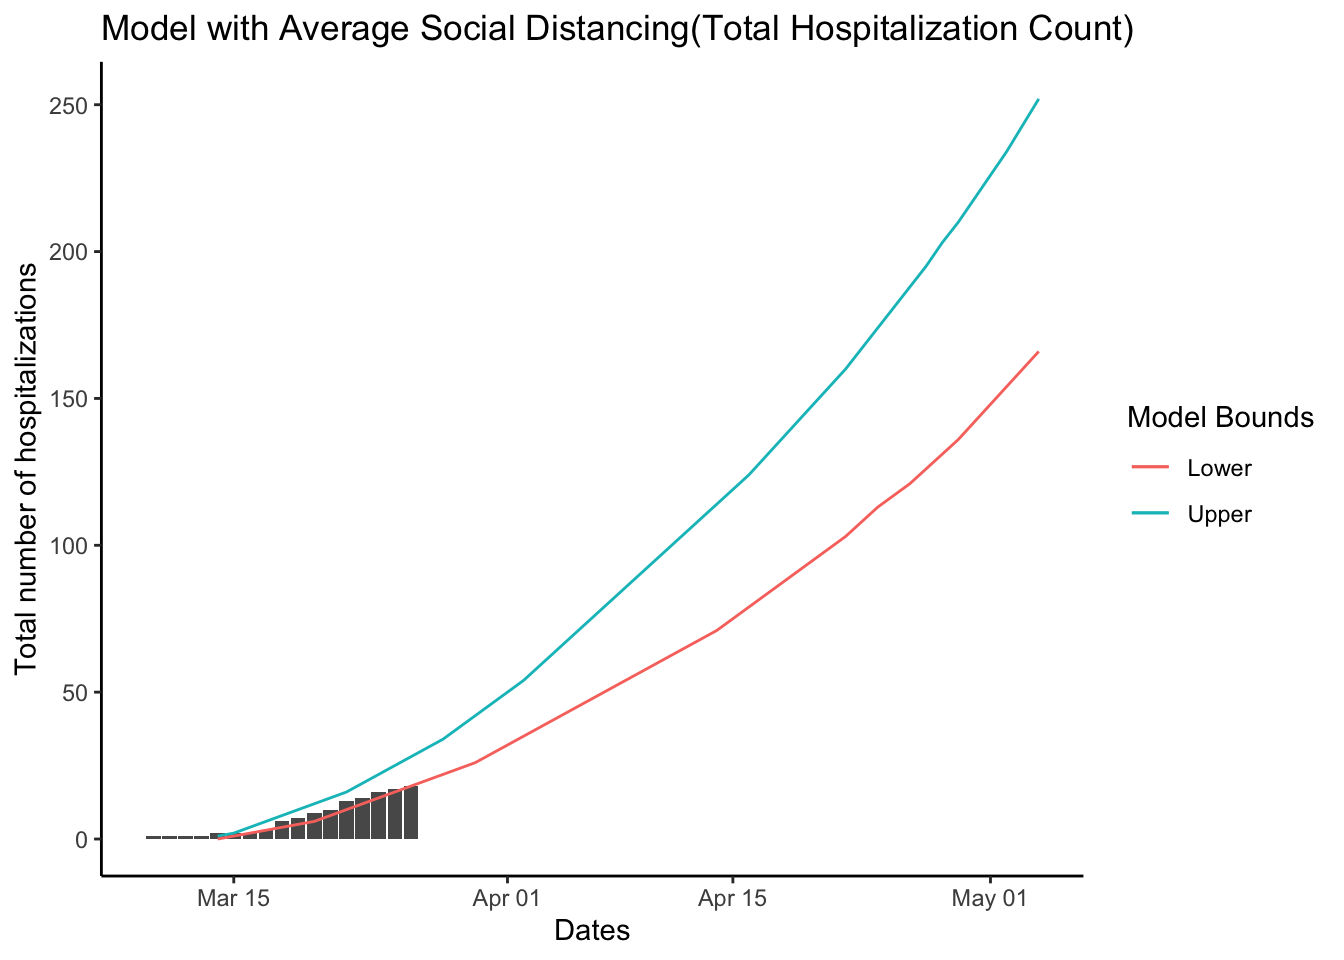 Model with Average Social Distancing(Total Hospitalization Count)
Total number of hospitalizations
250
200
150
100
50
0
Mar 15
Apr 01
Apr 15
May 01
Dates
Model Bounds
Lower
Upper